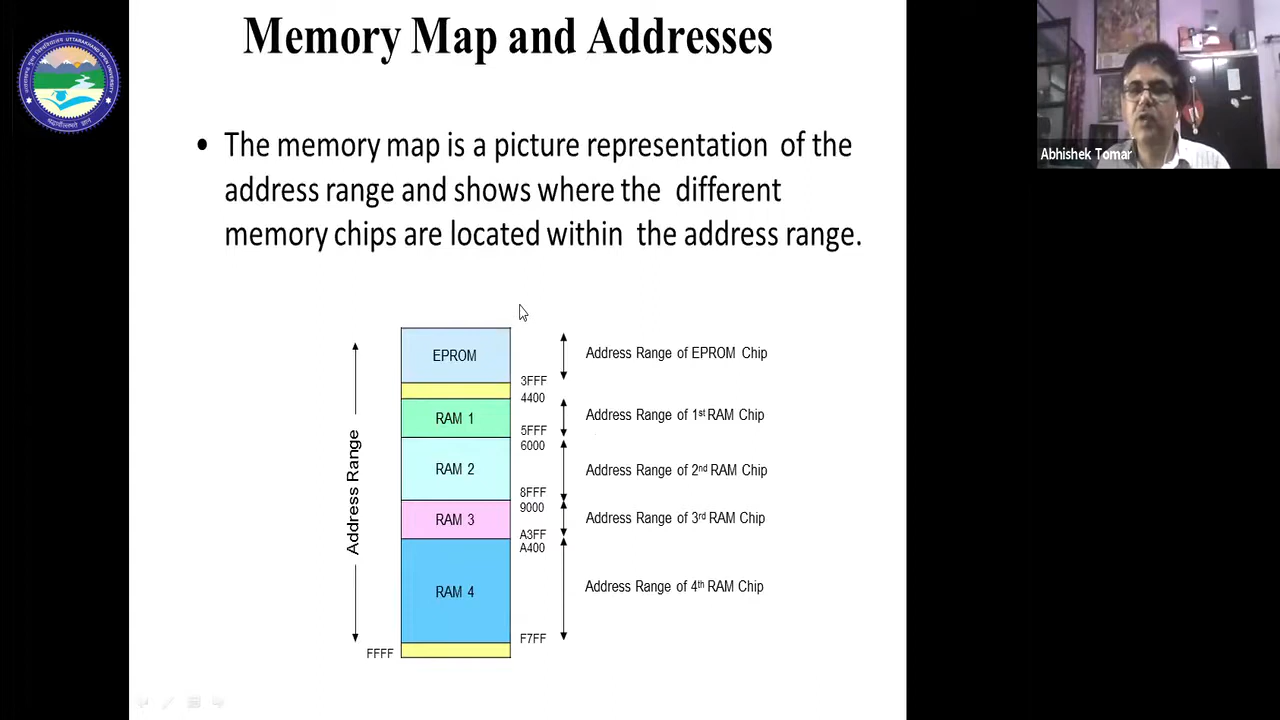 Memory Map and Addresses
Abhishek Tomar
• The memory map is a picture representation of the
address range and shows where the different
memory chips are located within the address range.
EPROM
Address Range of EPROM Chip
3FFF
4400
RAM 1
Address Range of 1st RAM Chip
5FFF
6000
RAM 2
Address Range of 2nd RAM Chip
8FFF
9000
RAM 3
Address Range of 3rd RAM Chip
A3FF
A400
RAM 4
Address Range of 4th RAM Chip
F7FF
FFFF
Address Range